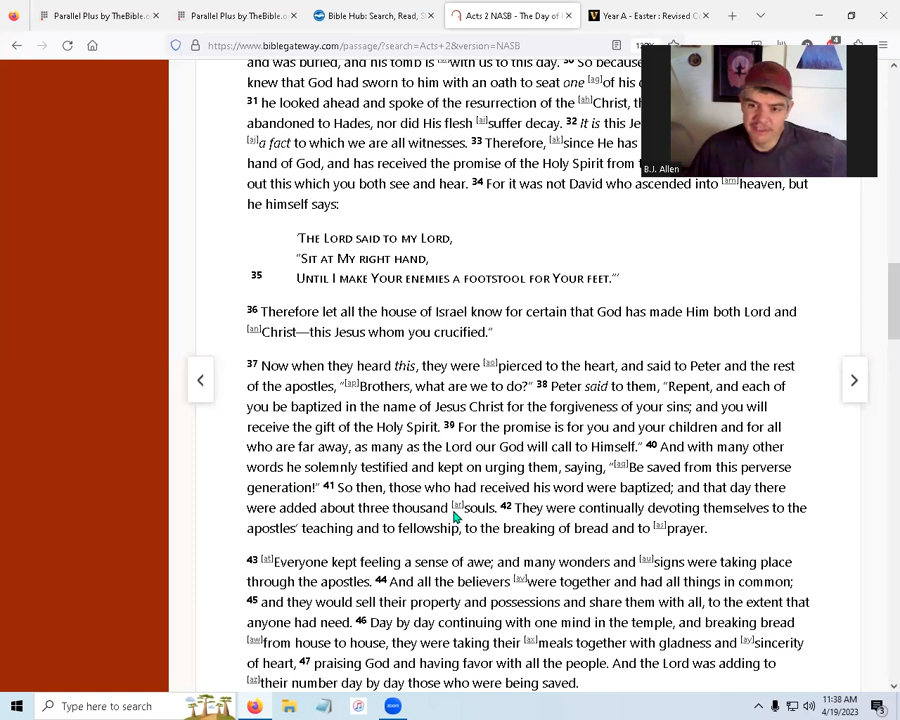 Parallel Plus by TheBible.o
Parallel Plus by TheBible.o
Bible Hub: Search, Read, S
Acts 2 NASB - The Day of
Year A - Easter : Revised Co
https://www.biblegateway.com/passage/?search=Acts+2&version=NASB
and was buried, and his tomb is with us to this day. 30 So because
knew that God had sworn to him with an oath to seat one [ag]of his
31 he looked ahead and spoke of the resurrection of the [ah]Christ,
abandoned to Hades, nor did His flesh [ai]suffer decay. 32 It is this
[aj]a fact to which we are all witnesses. 33 Therefore, [ak]since He has
hand of God, and has received the promise of the Holy Spirit from
out this which you both see and hear. 34 For it was not David who ascended into [am]heaven, but
he himself says:
‘The Lord said to my Lord,
“Sit at My right hand,
35 Until I make Your enemies a footstool for Your feet.”’
36 Therefore let all the house of Israel know for certain that God has made Him both Lord and
[an]Christ—this Jesus whom you crucified.”
37 Now when they heard this, they were [ao]pierced to the heart, and said to Peter and the rest
of the apostles, “[ap]Brothers, what are we to do?” 38 Peter said to them, “Repent, and each of
you be baptized in the name of Jesus Christ for the forgiveness of your sins; and you will
receive the gift of the Holy Spirit. 39 For the promise is for you and your children and for all
who are far away, as many as the Lord our God will call to Himself.” 40 And with many other
words he solemnly testified and kept on urging them, saying, “[aq]Be saved from this perverse
generation!” 41 So then, those who had received his word were baptized; and that day there
were added about three thousand [ar]souls. 42 They were continually devoting themselves to the
apostles’ teaching and to fellowship, to the breaking of bread and to [as]prayer.
43 [at]Everyone kept feeling a sense of awe; and many wonders and [au]signs were taking place
through the apostles. 44 And all the believers [av]were together and had all things in common;
45 and they would sell their property and possessions and share them with all, to the extent that
anyone had need. 46 Day by day continuing with one mind in the temple, and breaking bread
[aw]from house to house, they were taking their [ax]meals together with gladness and [ay]sincerity
of heart, 47 praising God and having favor with all the people. And the Lord was adding to
[az]their number day by day those who were being saved.
B.J. Allen
Type here to search
zoom
11:38 AM
4/19/2023
3